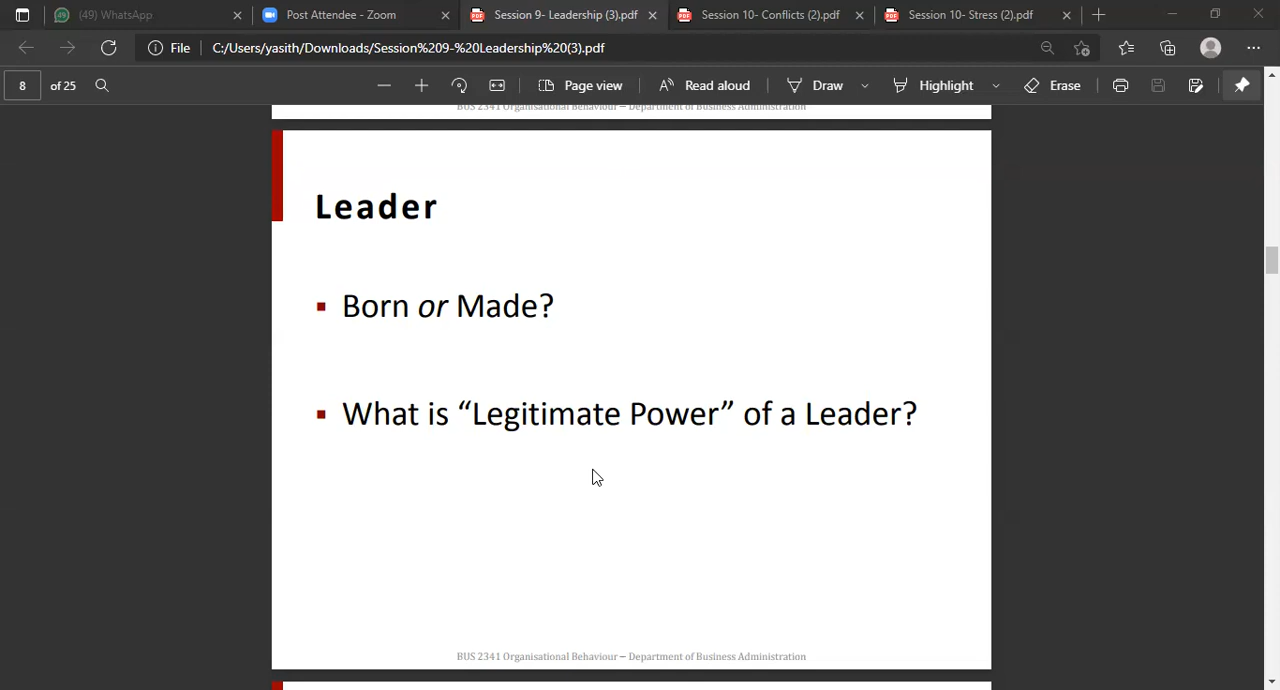 (49) WhatsApp
Post Attendee - Zoom
Session 9- Leadership (3).pdf
Session 10- Conflicts (2).pdf
Session 10- Stress (2).pdf
File
C:/Users/yasith/Downloads/Session%209-%20Leadership%20(3).pdf
8 of 25
Page view
Read aloud
Draw
Highlight
Erase
BUS 2341 Organisational Behaviour – Department of Business Administration
Leader
Born or Made?
What is “Legitimate Power” of a Leader?
BUS 2341 Organisational Behaviour – Department of Business Administration